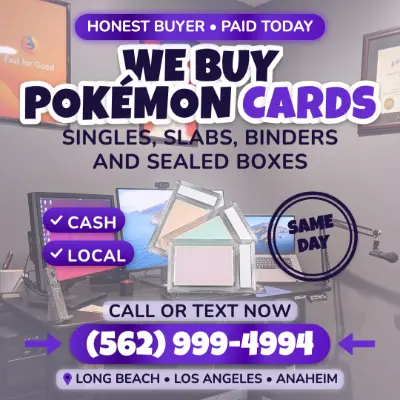 HONEST BUYER • PAID TODAY
WE BUY
POKÉMON CARDS
SINGLES, SLABS, BINDERS
AND SEALED BOXES
CASH
LOCAL
SAME
DAY
CALL OR TEXT NOW
(562) 999-4994
LONG BEACH • LOS ANGELES • ANAHEIM